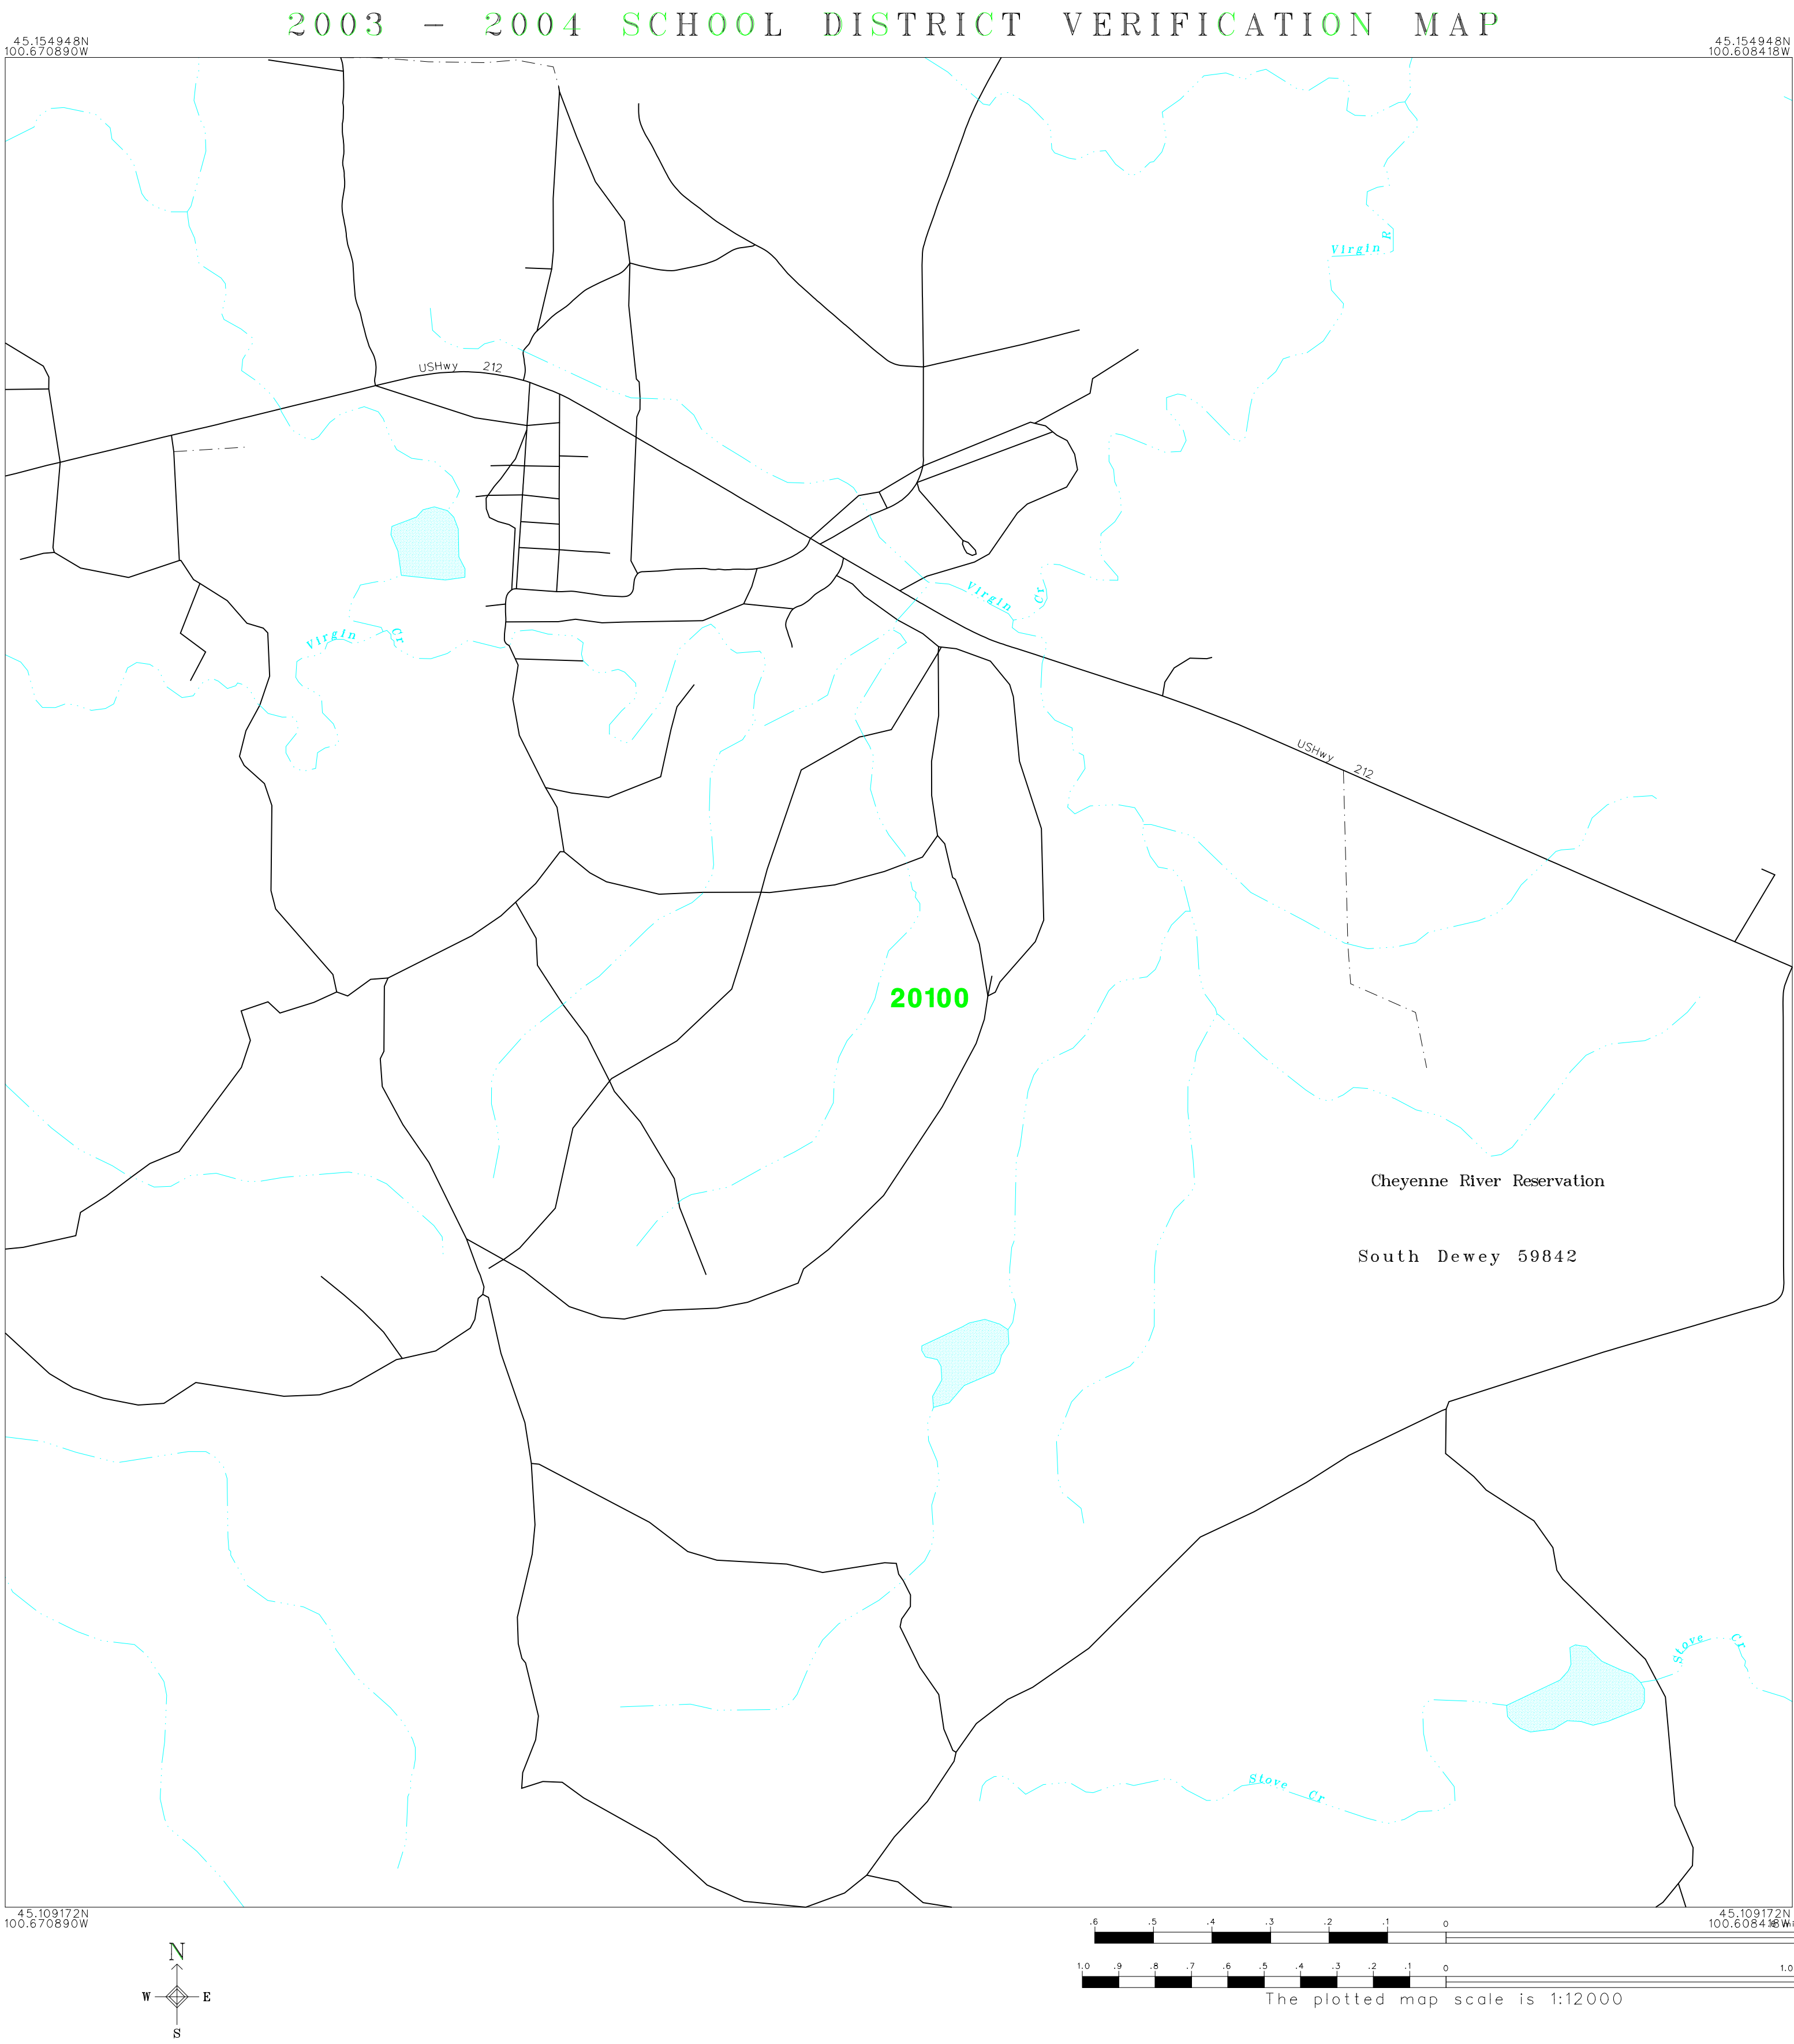 2003 - 2004 SCHOOL DISTRICT VERIFICATION MAP
45.154948N
100.670890W
45.154948N
100.608418W
Virgin R
USHwy 212
Virgin Cr
Virgin Cr
USHwy 212
20100
Cheyenne River Reservation
South Dewey 59842
Stove Cr
Stove Cr
45.109172N
100.670890W
45.109172N
100.608418W
.6 .5 .4 .3 .2 .1 0
1.0 .9 .8 .7 .6 .5 .4 .3 .2 .1 0 1.0
The plotted map scale is 1:12000
N
W E
S